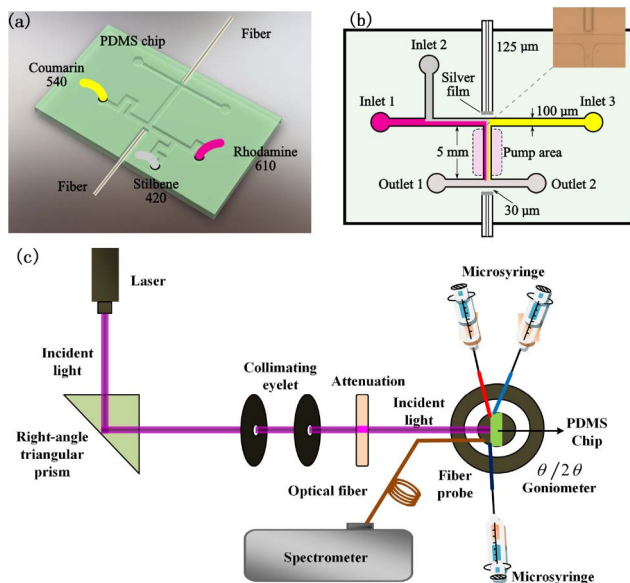 (a)
Fiber
PDMS chip
Coumarin
540
Rhodamine
610
Fiber
Stilbene
420
(b)
Inlet 2
125 μm
Silver
film
Inlet 1
100 μm
Inlet 3
5 mm
Pump area
Outlet 1
Outlet 2
30 μm
(c)
Laser
Microsyringe
Incident
light
Collimating
eyelet
Attenuation
Incident
light
Right-angle
triangular
prism
PDMS
Chip
θ/2θ
Goniometer
Fiber
probe
Optical fiber
Spectrometer
Microsyringe